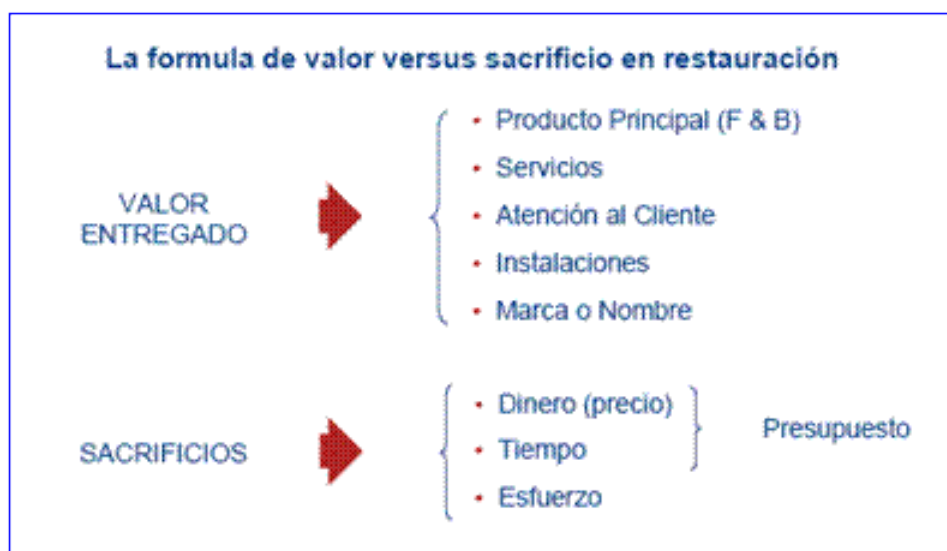 La formula de valor versus sacrificio en restauración
VALOR
ENTREGADO
• Producto Principal (F & B)
• Servicios
• Atención al Cliente
• Instalaciones
• Marca o Nombre
SACRIFICIOS
• Dinero (precio)
• Tiempo
• Esfuerzo
Presupuesto